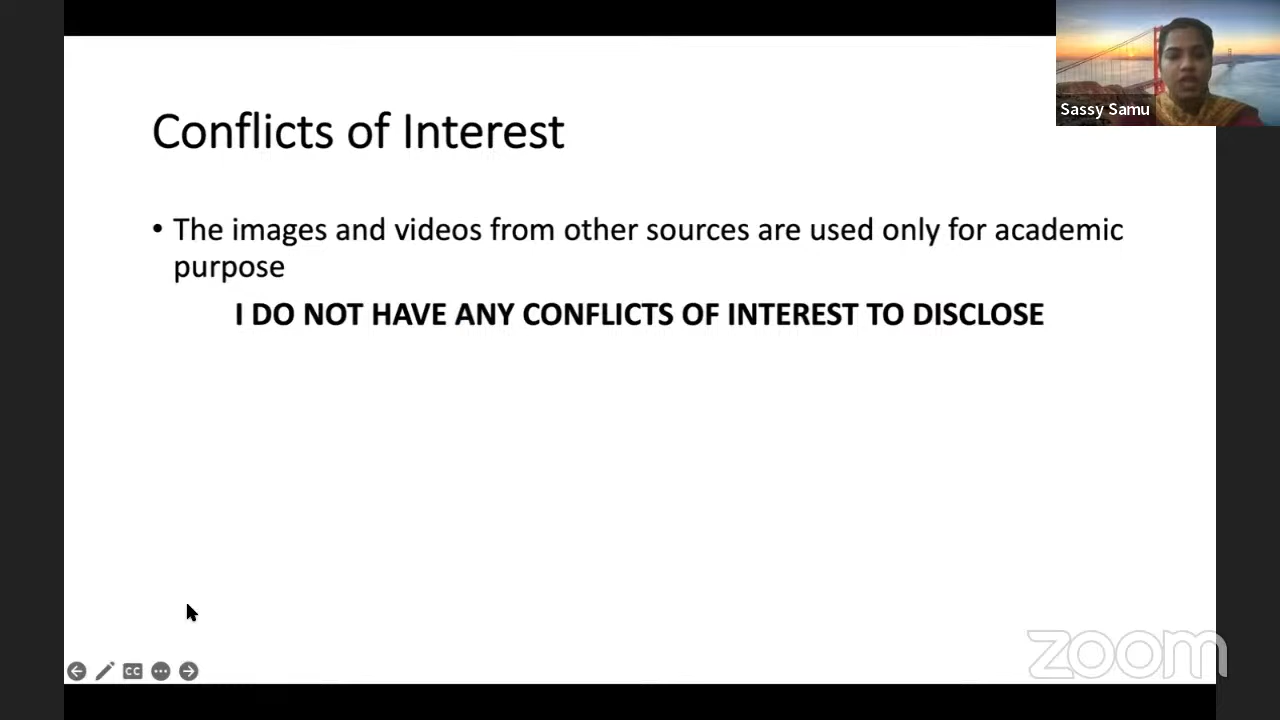 Sassy Samu
Conflicts of Interest
• The images and videos from other sources are used only for academic
purpose
I DO NOT HAVE ANY CONFLICTS OF INTEREST TO DISCLOSE
CC
zoom